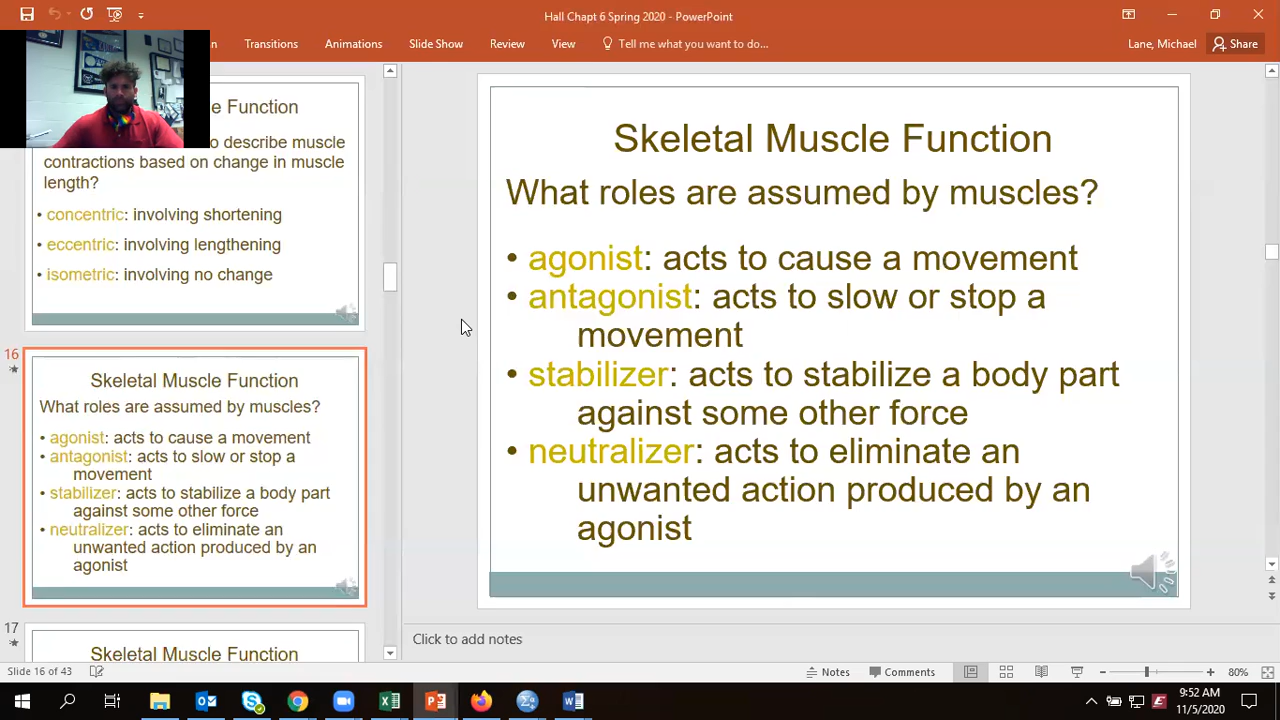 Hall Chapt 6 Spring 2020 - PowerPoint
Transitions Animations Slide Show Review View Tell me what you want to do... Lane, Michael Share
e Function
o describe muscle
contractions based on change in muscle
length?
• concentric: involving shortening
• eccentric: involving lengthening
• isometric: involving no change
16
Skeletal Muscle Function
What roles are assumed by muscles?
• agonist: acts to cause a movement
• antagonist: acts to slow or stop a
movement
• stabilizer: acts to stabilize a body part
against some other force
• neutralizer: acts to eliminate an
unwanted action produced by an
agonist
17
Skeletal Muscle Function
Skeletal Muscle Function
What roles are assumed by muscles?
• agonist: acts to cause a movement
• antagonist: acts to slow or stop a
movement
• stabilizer: acts to stabilize a body part
against some other force
• neutralizer: acts to eliminate an
unwanted action produced by an
agonist
Click to add notes
Slide 16 of 43 Notes Comments 80%
9:52 AM
11/5/2020